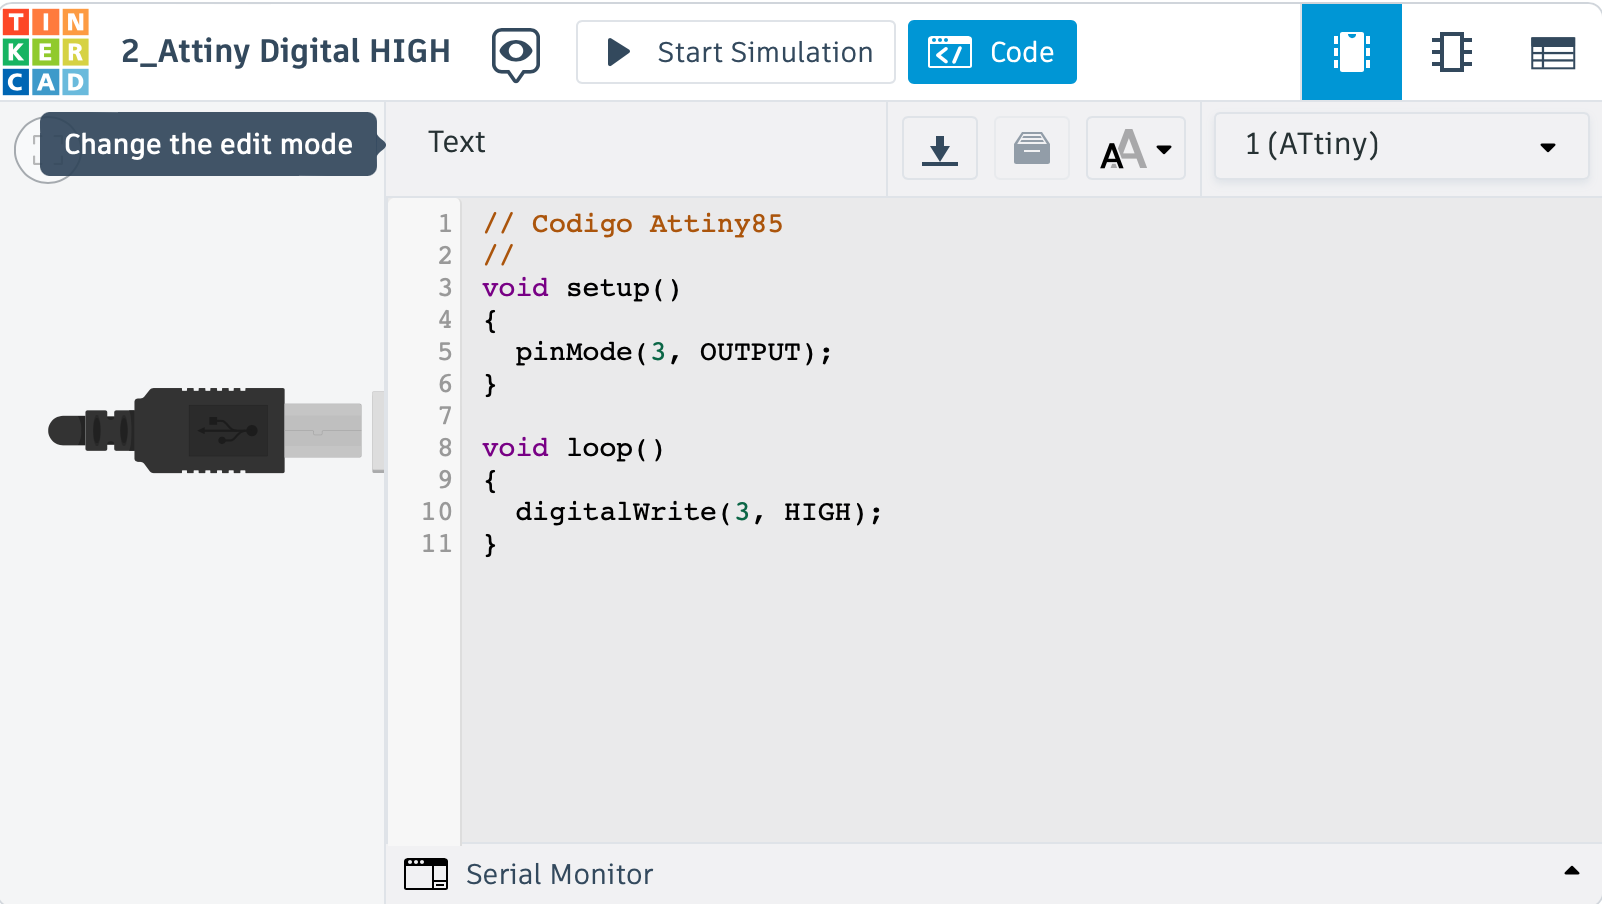 TIN
KER
CAD
2_Attiny Digital HIGH
Start Simulation
Code
Change the edit mode
Text
AA
1 (ATtiny)
1 // Codigo Attiny85
2 //
3 void setup()
4 {
5   pinMode(3, OUTPUT);
6 }
7
8 void loop()
9 {
10   digitalWrite(3, HIGH);
11 }
Serial Monitor